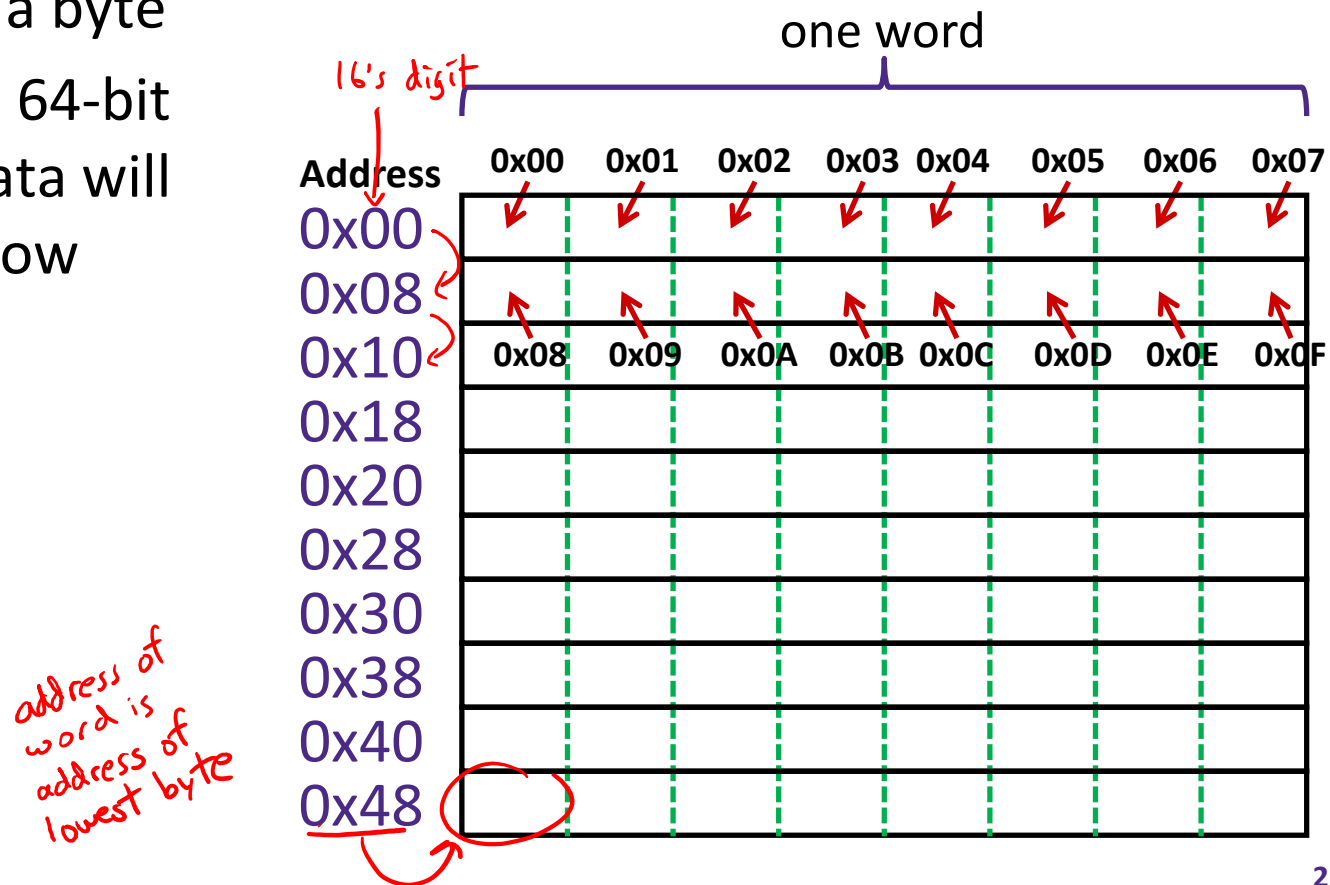 a byte
64-bit
ata will
ow
one word
16's digit
Address
0x00 0x01 0x02 0x03 0x04 0x05 0x06 0x07
0x00
0x08
0x10
0x08 0x09 0x0A 0x0B 0x0C 0x0D 0x0E 0x0F
0x18
0x20
0x28
0x30
0x38
0x40
0x48
address of
word is
address of
lowest byte
2